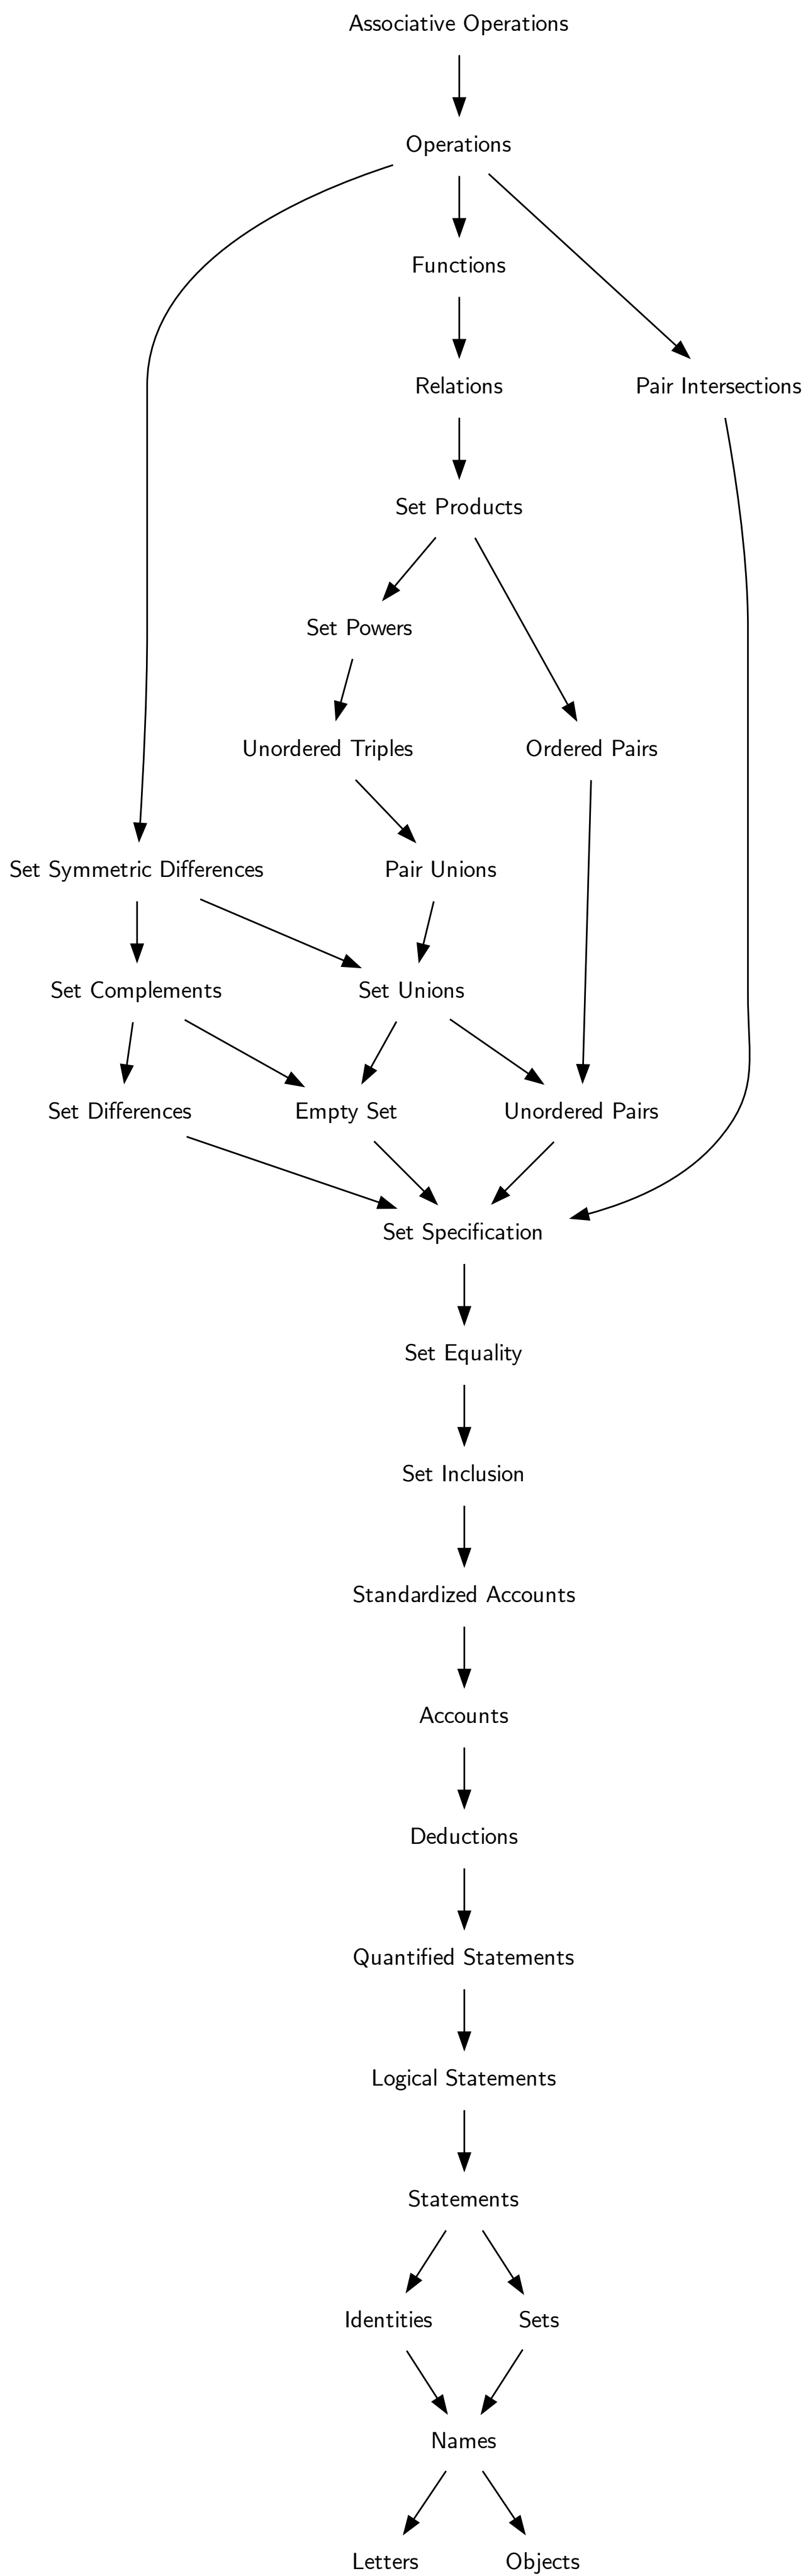 Associative Operations
Operations
Functions
Relations
Pair Intersections
Set Products
Set Powers
Unordered Triples
Ordered Pairs
Set Symmetric Differences
Pair Unions
Set Complements
Set Unions
Set Differences
Empty Set
Unordered Pairs
Set Specification
Set Equality
Set Inclusion
Standardized Accounts
Accounts
Deductions
Quantified Statements
Logical Statements
Statements
Identities
Sets
Names
Letters
Objects